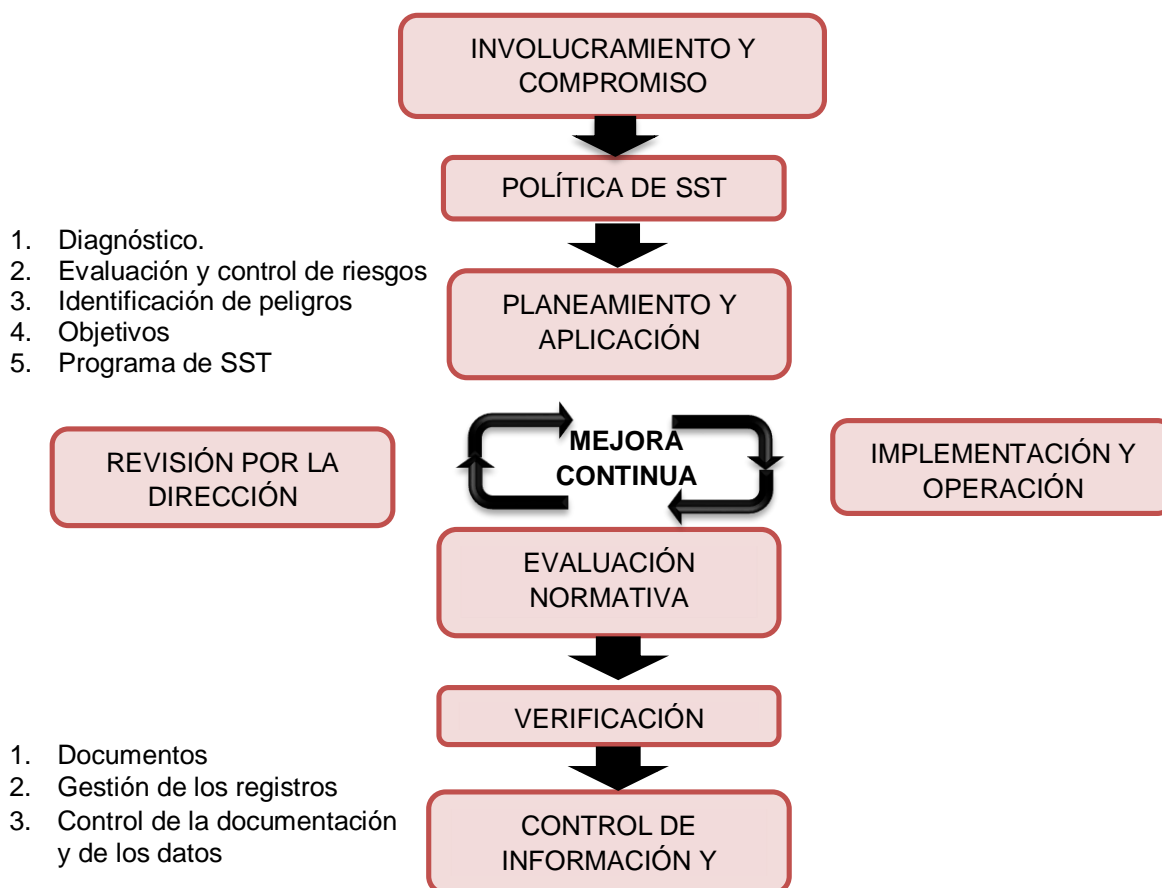 INVOLUCRAMIENTO Y
COMPROMISO
POLÍTICA DE SST
1. Diagnóstico.
2. Evaluación y control de riesgos
3. Identificación de peligros
4. Objetivos
5. Programa de SST
PLANEAMIENTO Y
APLICACIÓN
REVISIÓN POR LA
DIRECCIÓN
MEJORA
CONTINUA
IMPLEMENTACIÓN Y
OPERACIÓN
EVALUACIÓN
NORMATIVA
VERIFICACIÓN
1. Documentos
2. Gestión de los registros
3. Control de la documentación
y de los datos
CONTROL DE
INFORMACIÓN Y